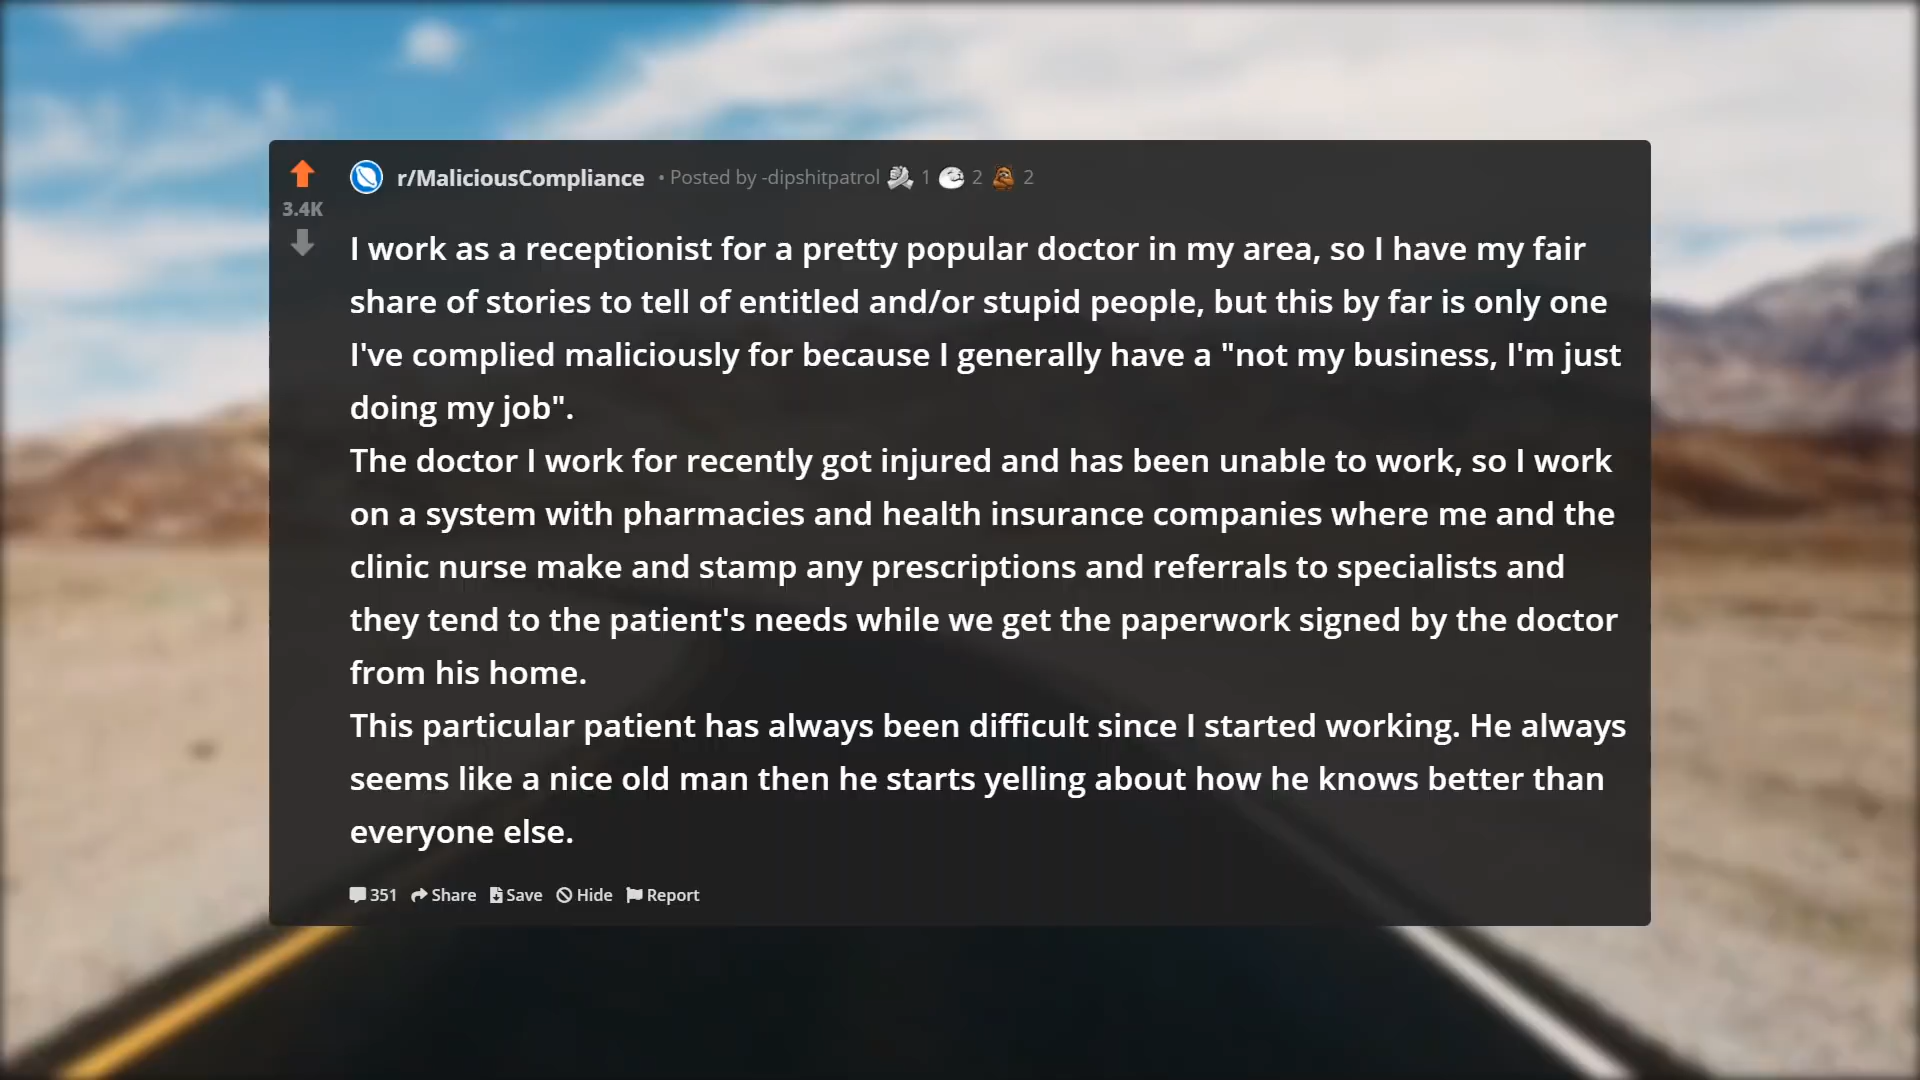 r/MaliciousCompliance • Posted by -dipshitpatrol 1 2 2
3.4K
I work as a receptionist for a pretty popular doctor in my area, so I have my fair
share of stories to tell of entitled and/or stupid people, but this by far is only one
I've complied maliciously for because I generally have a "not my business, I'm just
doing my job".
The doctor I work for recently got injured and has been unable to work, so I work
on a system with pharmacies and health insurance companies where me and the
clinic nurse make and stamp any prescriptions and referrals to specialists and
they tend to the patient's needs while we get the paperwork signed by the doctor
from his home.
This particular patient has always been difficult since I started working. He always
seems like a nice old man then he starts yelling about how he knows better than
everyone else.
351 Share Save Hide Report